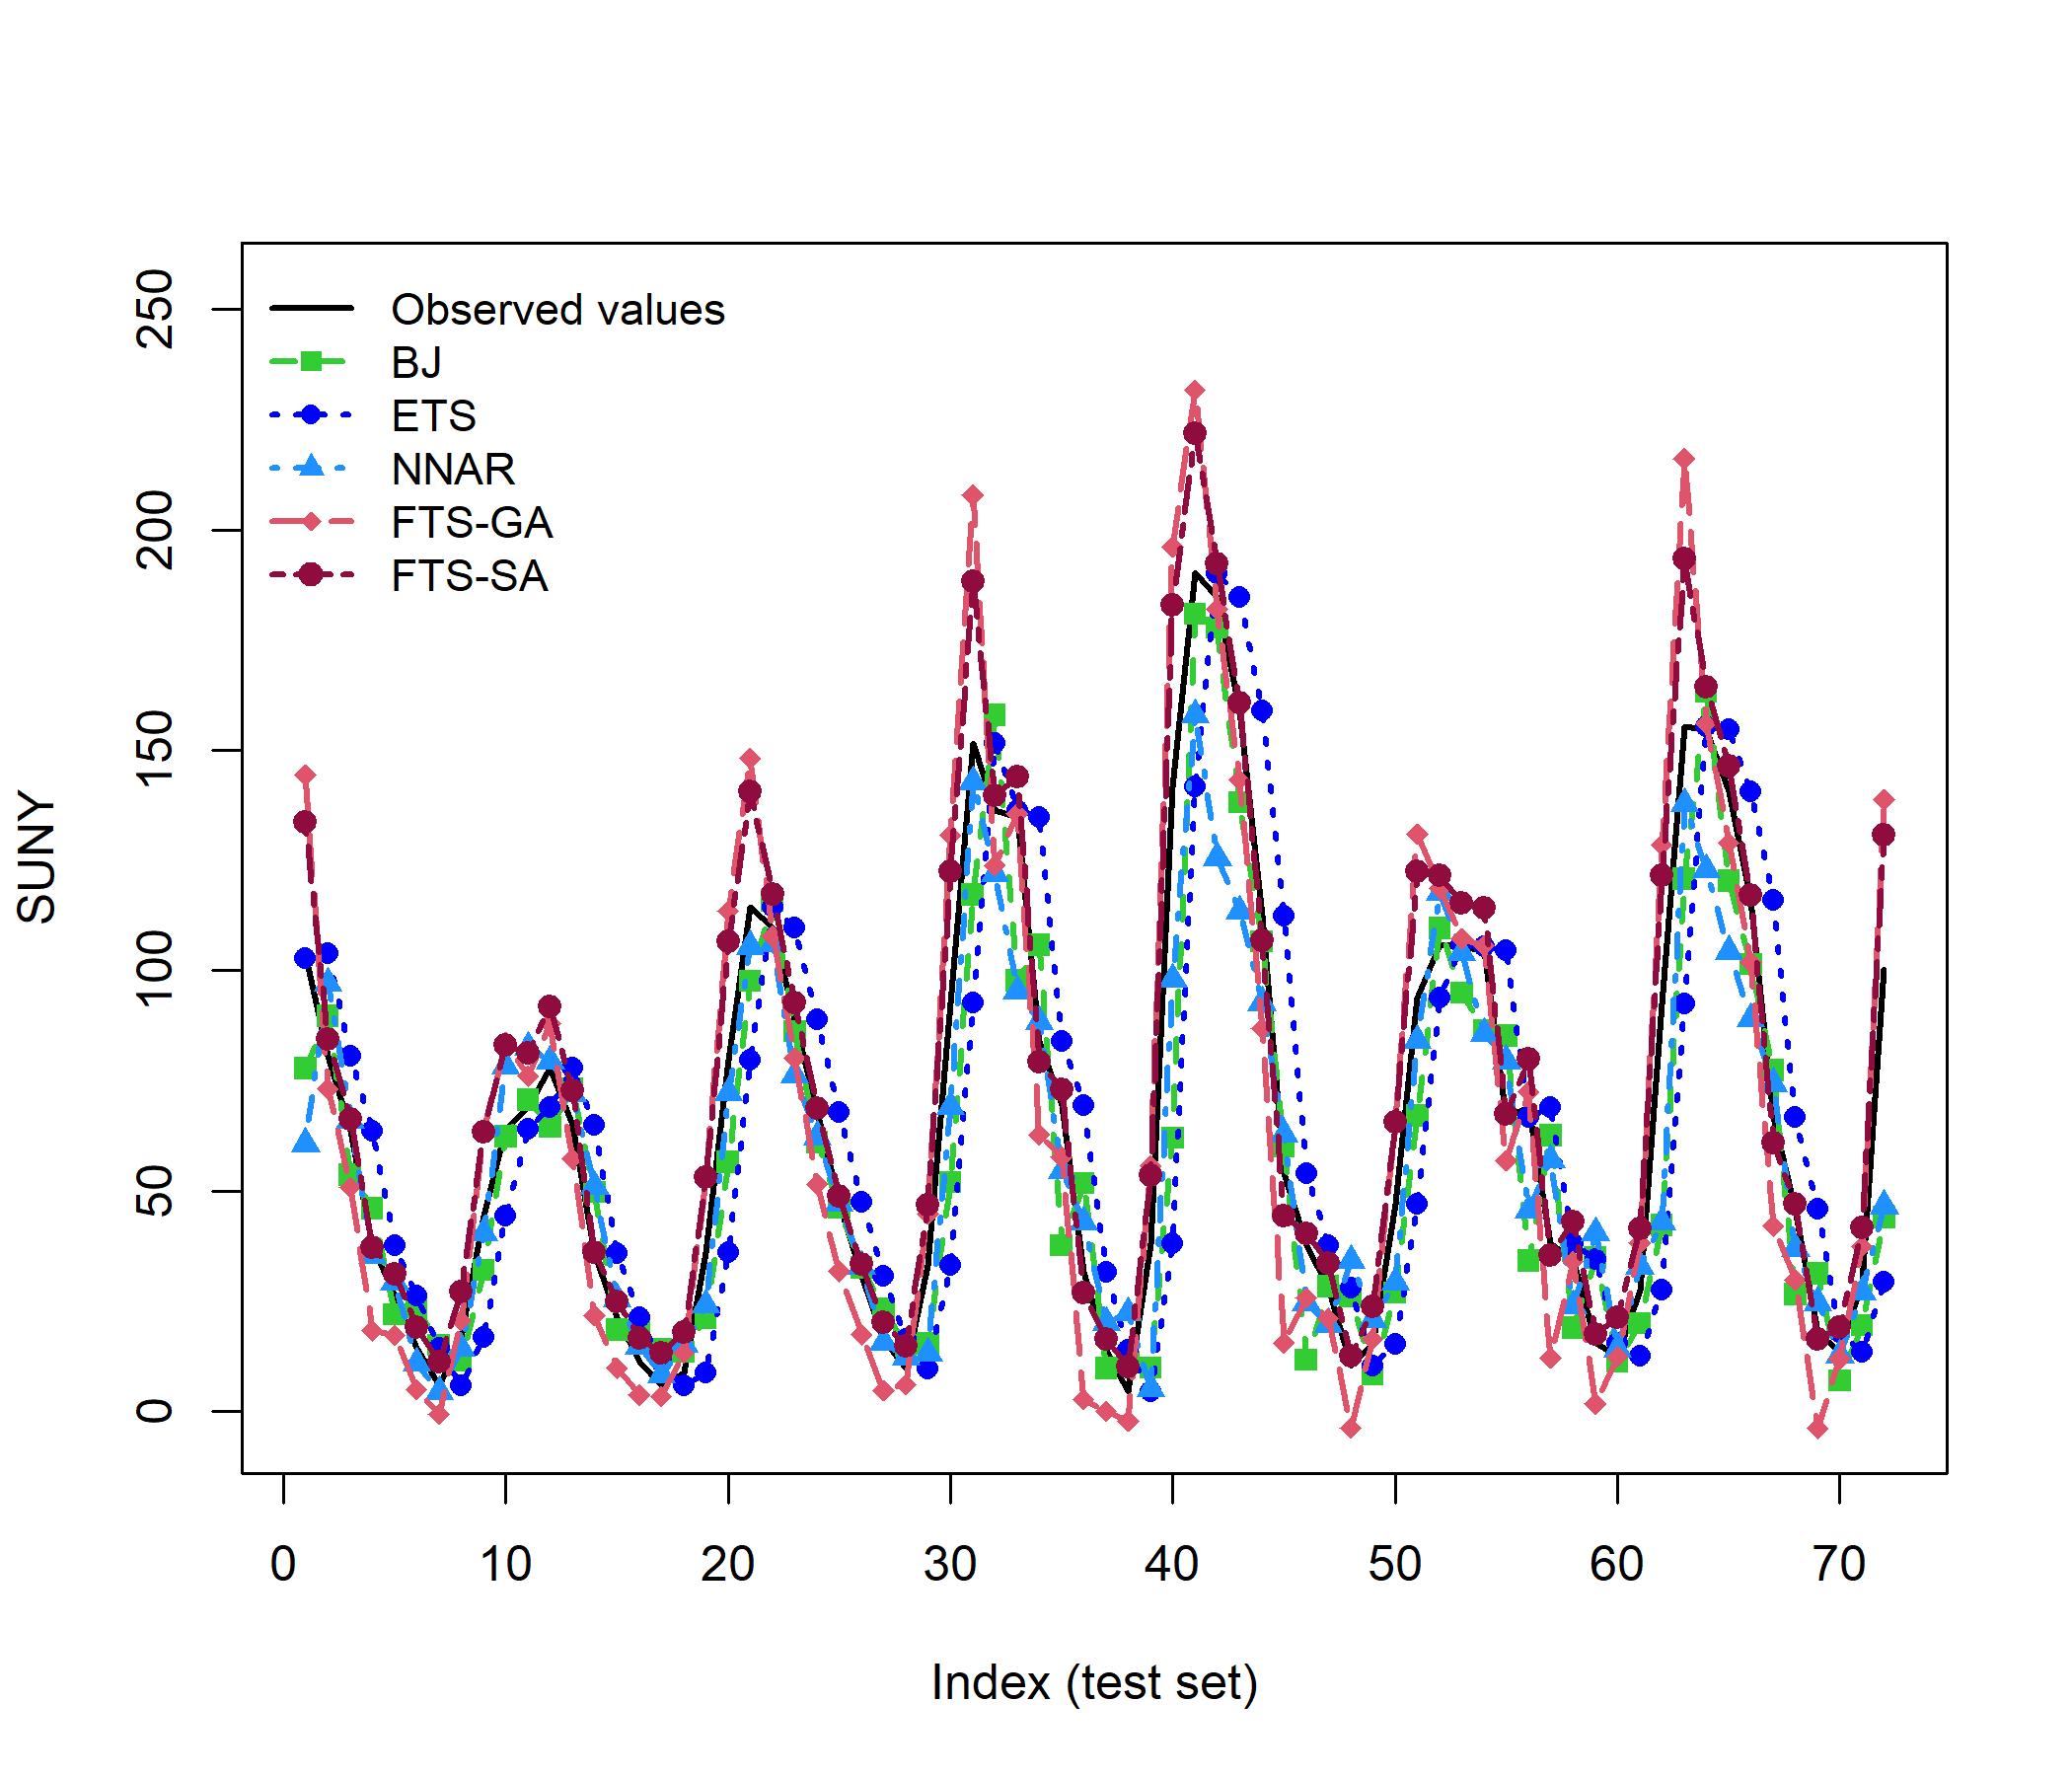 Observed values
BJ
ETS
NNAR
FTS-GA
FTS-SA
SUNY
250
200
150
100
50
0
0 10 20 30 40 50 60 70
Index (test set)